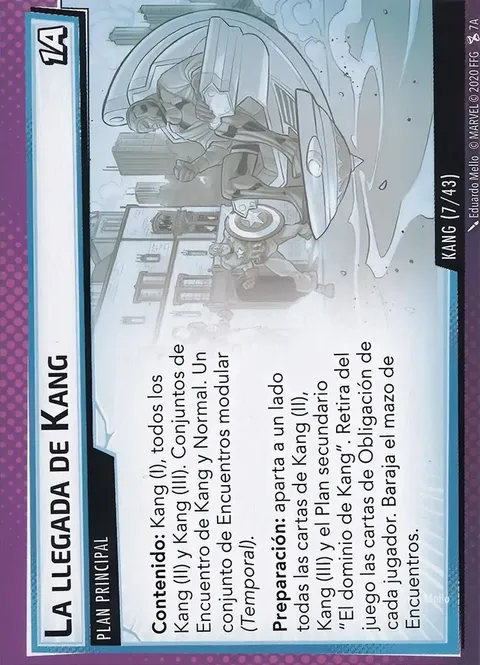 LA LLEGADA DE KANG
1A
PLAN PRINCIPAL
Contenido: Kang (I), todos los
Kang (II) y Kang (III). Conjuntos de
Encuentro de Kang y Normal. Un
conjunto de Encuentros modular
(Temporal).
Preparación: aparta a un lado
todas las cartas de Kang (II),
Kang (III) y el Plan secundario
“El dominio de Kang”. Retira del
juego las cartas de Obligación de
cada jugador. Baraja el mazo de
Encuentros.
Mello
KANG (7/43)
Eduardo Mello © MARVEL © 2020 FFG 7A